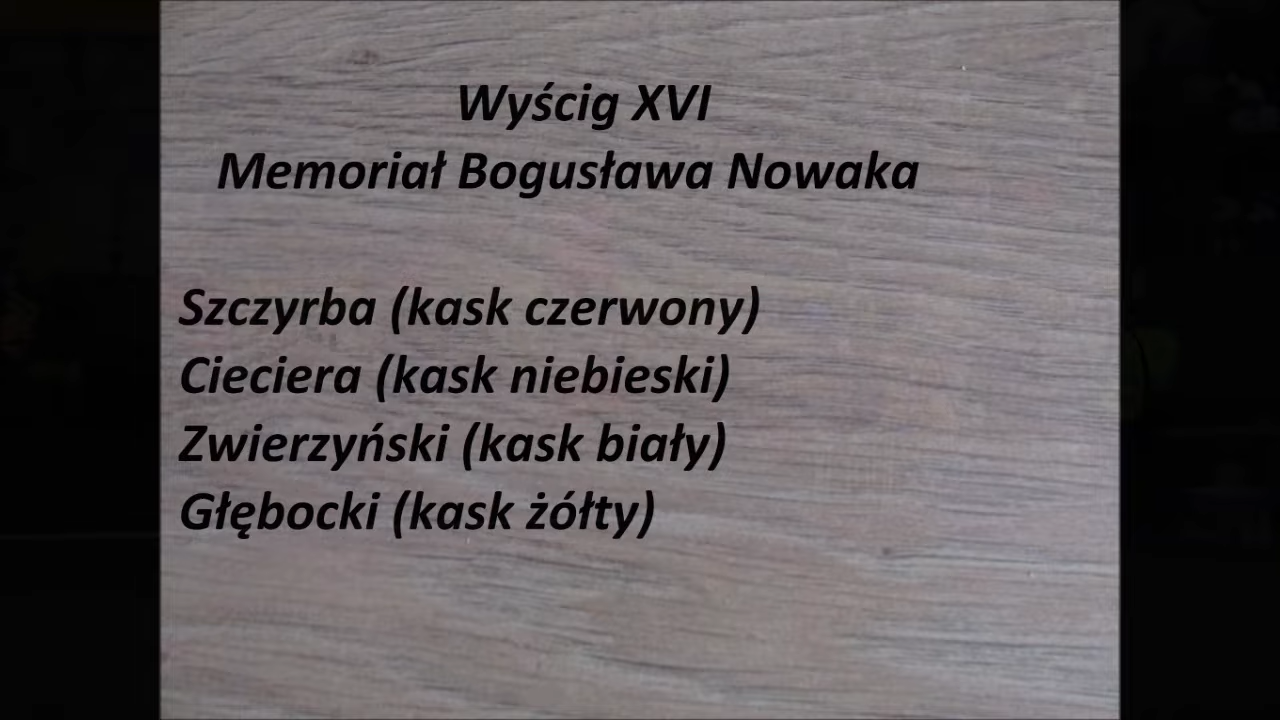 Wyścig XVI
Memoriał Bogusława Nowaka
Szczyrba (kask czerwony)
Cieciera (kask niebieski)
Zwierzyński (kask biały)
Głębocki (kask żółty)